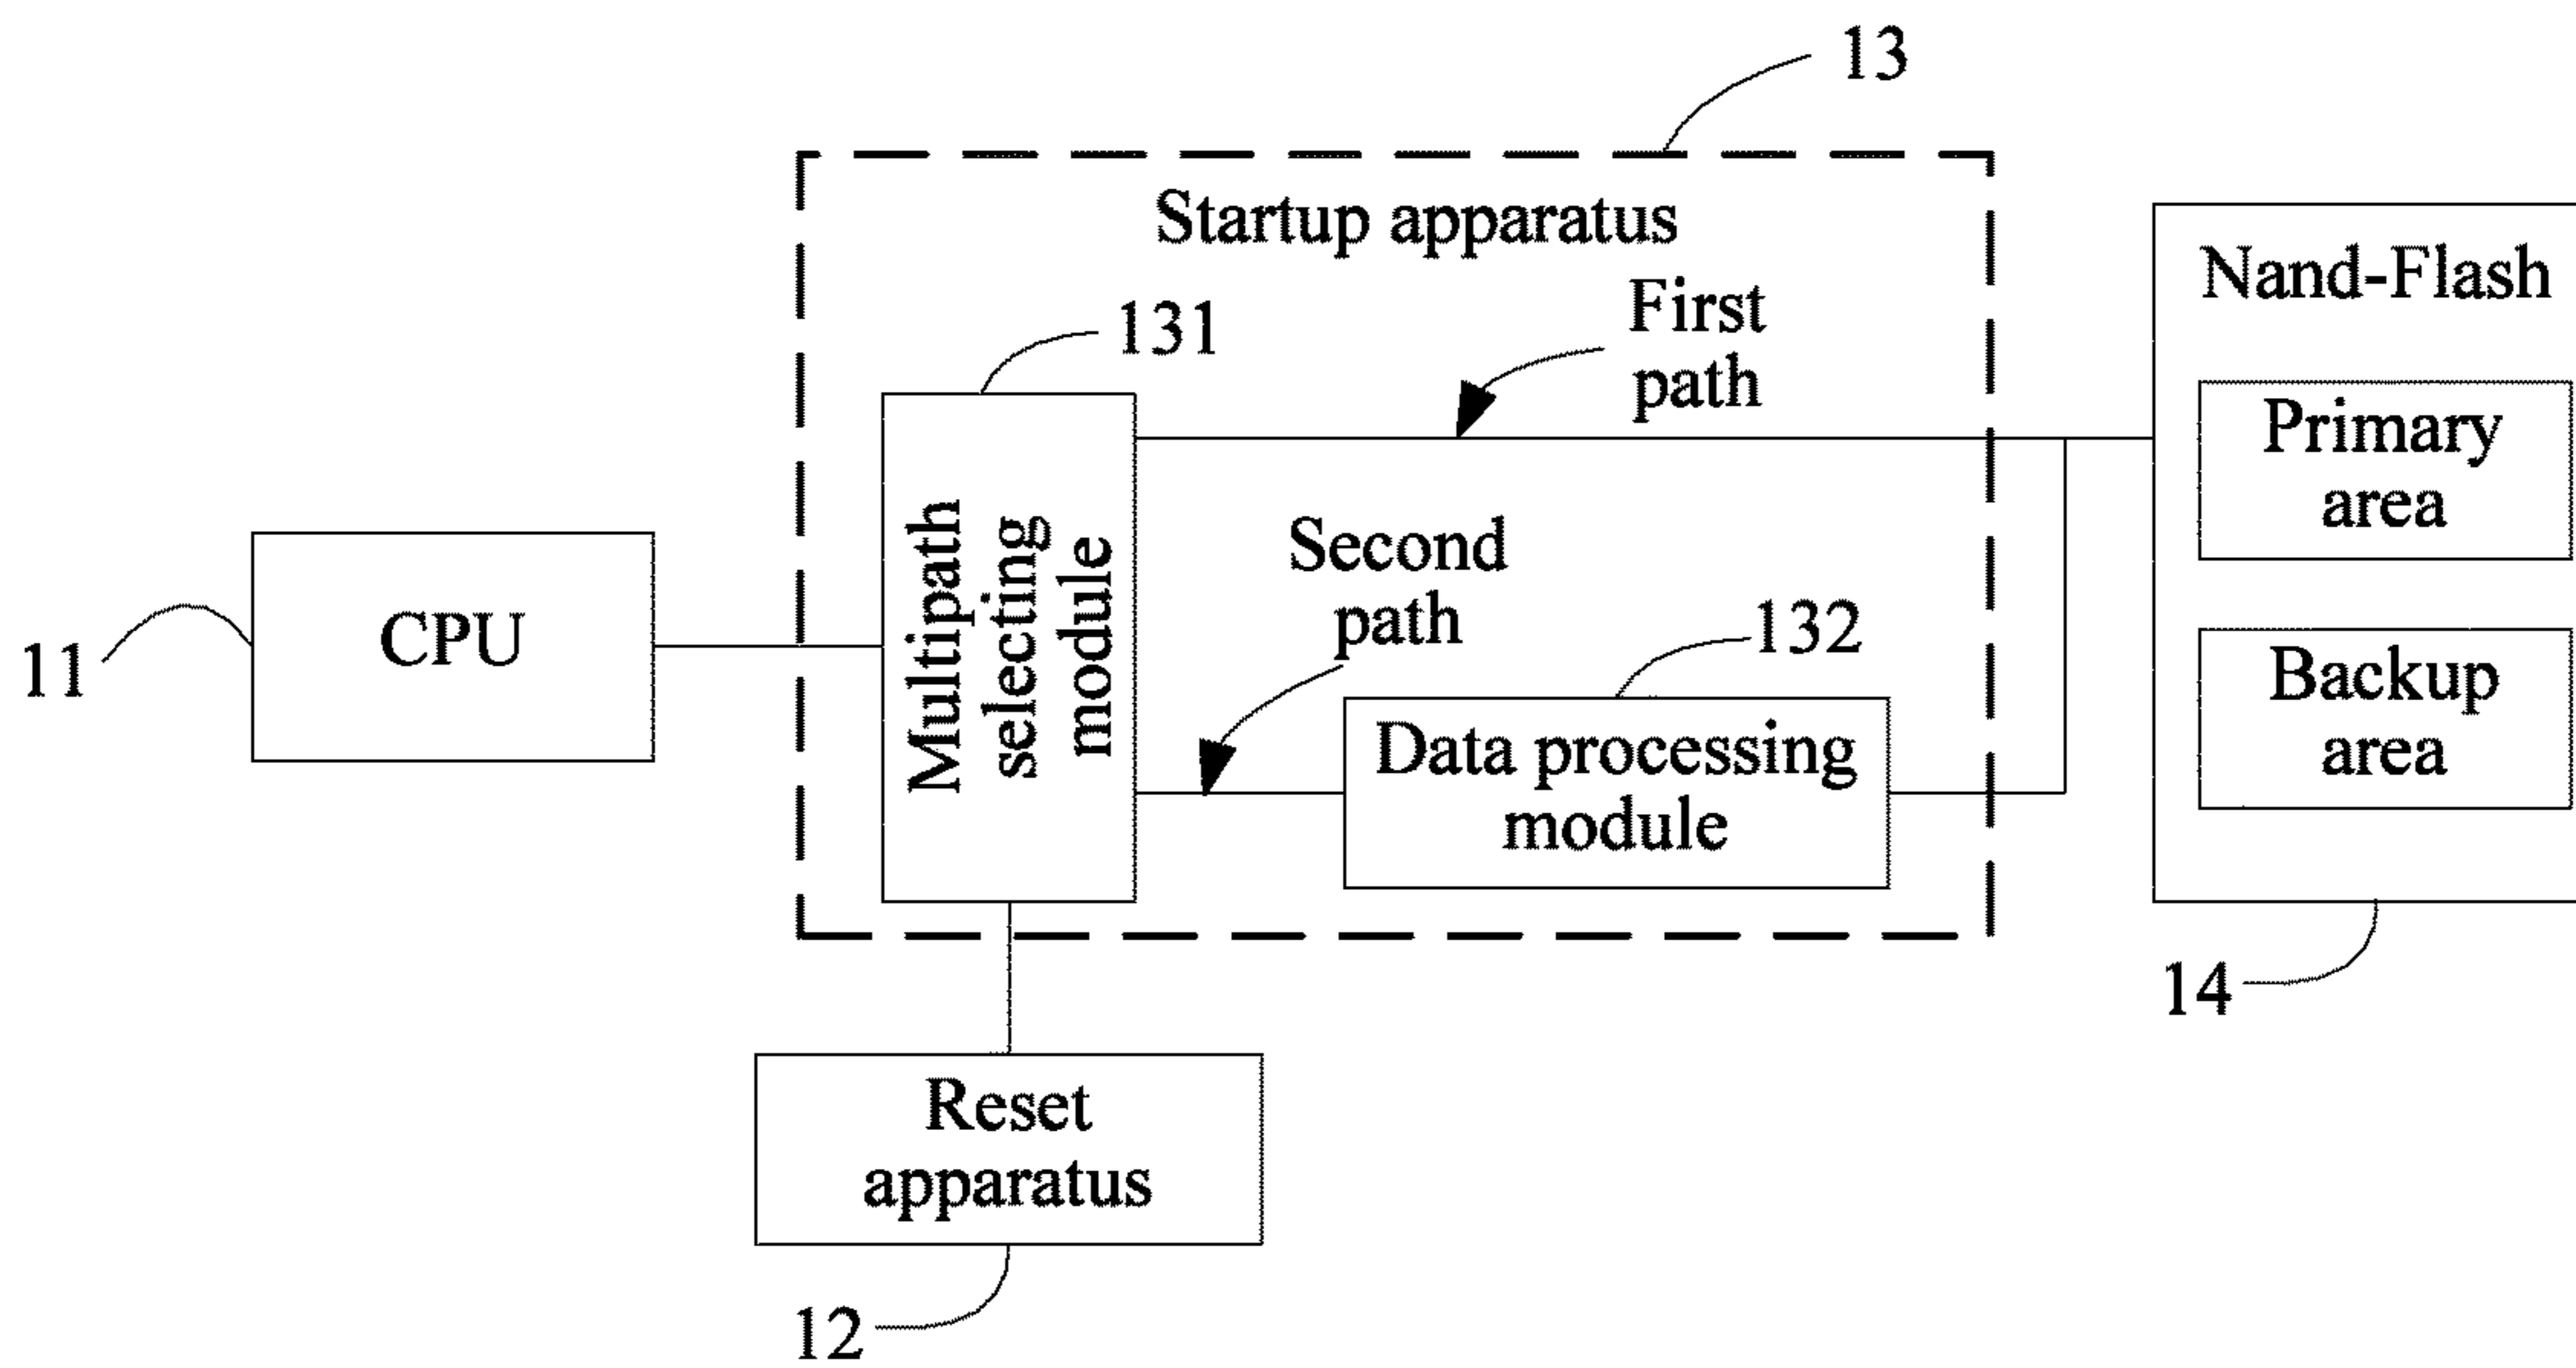 13
Startup apparatus
Nand-Flash
First
path
131
Primary
area
Multipath
selecting
module
Second
path
CPU
11
132
Backup
area
Data processing
module
14
Reset
apparatus
12